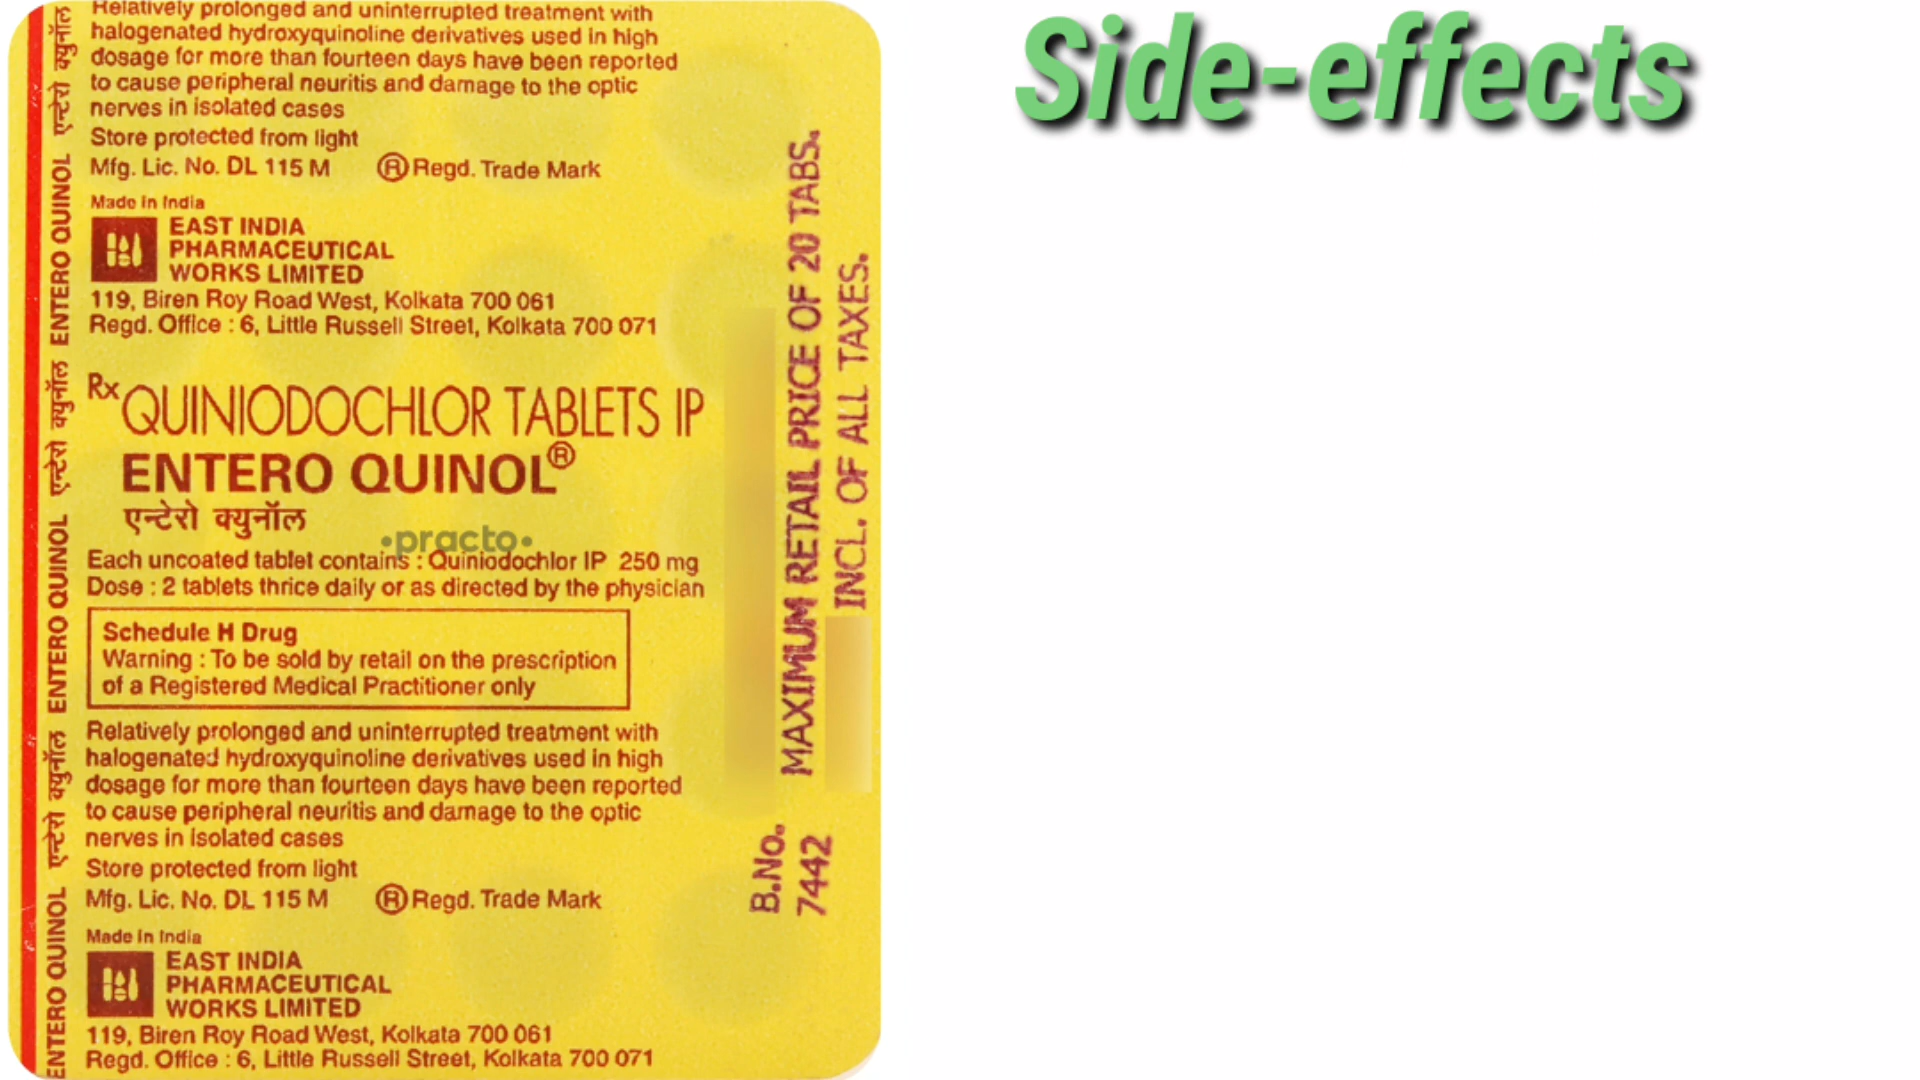 Relatively prolonged and uninterrupted treatment with
halogenated hydroxyquinoline derivatives used in high
dosage for more than fourteen days have been reported
to cause peripheral neuritis and damage to the optic
nerves in isolated cases
Store protected from light
Mfg. Lic. No. DL 115 M ® Regd. Trade Mark
Made in India
EAST INDIA
PHARMACEUTICAL
WORKS LIMITED
119, Biren Roy Road West, Kolkata 700 061
Regd. Office : 6, Little Russell Street, Kolkata 700 071
Rx QUINIODOCHLOR TABLETS IP
ENTERO QUINOL®
एन्टेरो क्युनॉल
•practo•
Each uncoated tablet contains : Quiniodochlor IP 250 mg
Dose : 2 tablets thrice daily or as directed by the physician
Schedule H Drug
Warning : To be sold by retail on the prescription
of a Registered Medical Practitioner only
Relatively prolonged and uninterrupted treatment with
halogenated hydroxyquinoline derivatives used in high
dosage for more than fourteen days have been reported
to cause peripheral neuritis and damage to the optic
nerves in isolated cases
Store protected from light
Mfg. Lic. No. DL 115 M ® Regd. Trade Mark
Made in India
EAST INDIA
PHARMACEUTICAL
WORKS LIMITED
119, Biren Roy Road West, Kolkata 700 061
Regd. Office : 6, Little Russell Street, Kolkata 700 071
ENTERO QUINOL एन्टेरो क्युनॉल ENTERO QUINOL एन्टेरो क्युनॉल ENTERO QUINOL एन्टेरो क्युनॉल
B.No. MAXIMUM RETAIL PRICE OF 20 TABS.
7442 INCL. OF ALL TAXES.
Side-effects